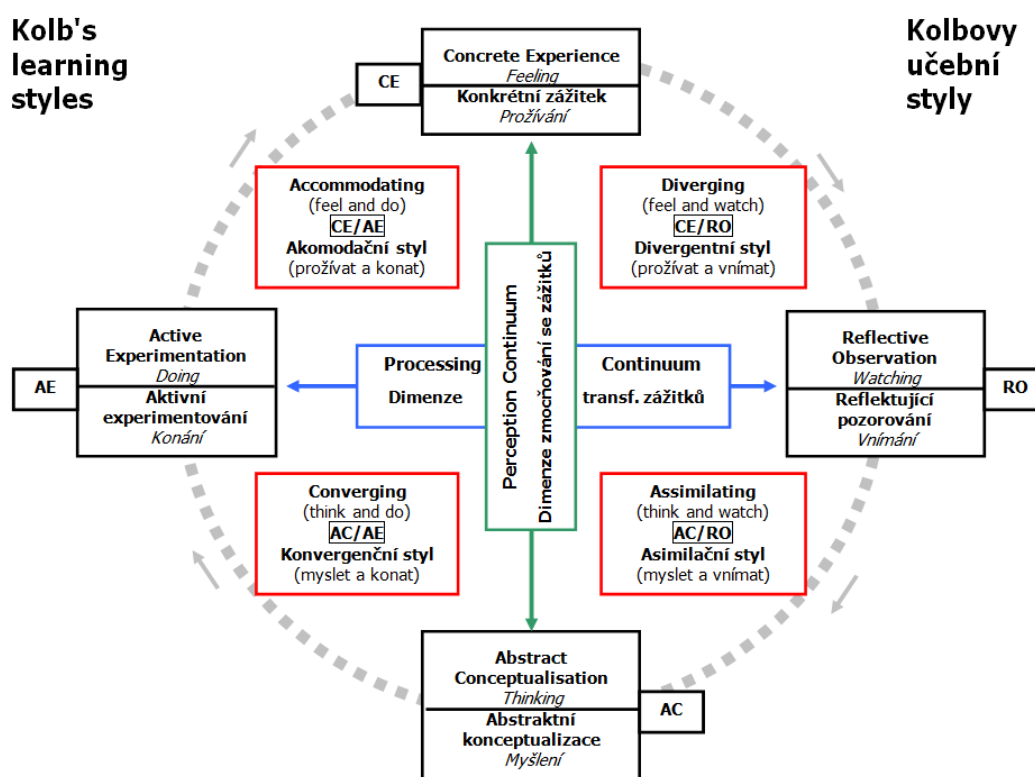 Kolb's
learning
styles
Kolbovy
učební
styly
CE
Concrete Experience
Feeling
Konkrétní zážitek
Prožívání
Accommodating
(feel and do)
CE/AE
Akomodační styl
(prožívat a konat)
Diverging
(feel and watch)
CE/RO
Divergentní styl
(prožívat a vnímat)
AE
Active
Experimentation
Doing
Aktivní
experimentování
Konání
Processing
Dimenze
Perception Continuum
Dimenze zmocňování se zážitků
Continuum
transf. zážitků
Reflective
Observation
Watching
Reflektující
pozorování
Vnímání
RO
Converging
(think and do)
AC/AE
Konvergenční styl
(myslet a konat)
Assimilating
(think and watch)
AC/RO
Asimilační styl
(myslet a vnímat)
Abstract
Conceptualisation
Thinking
Abstraktní
konceptualizace
Myšlení
AC